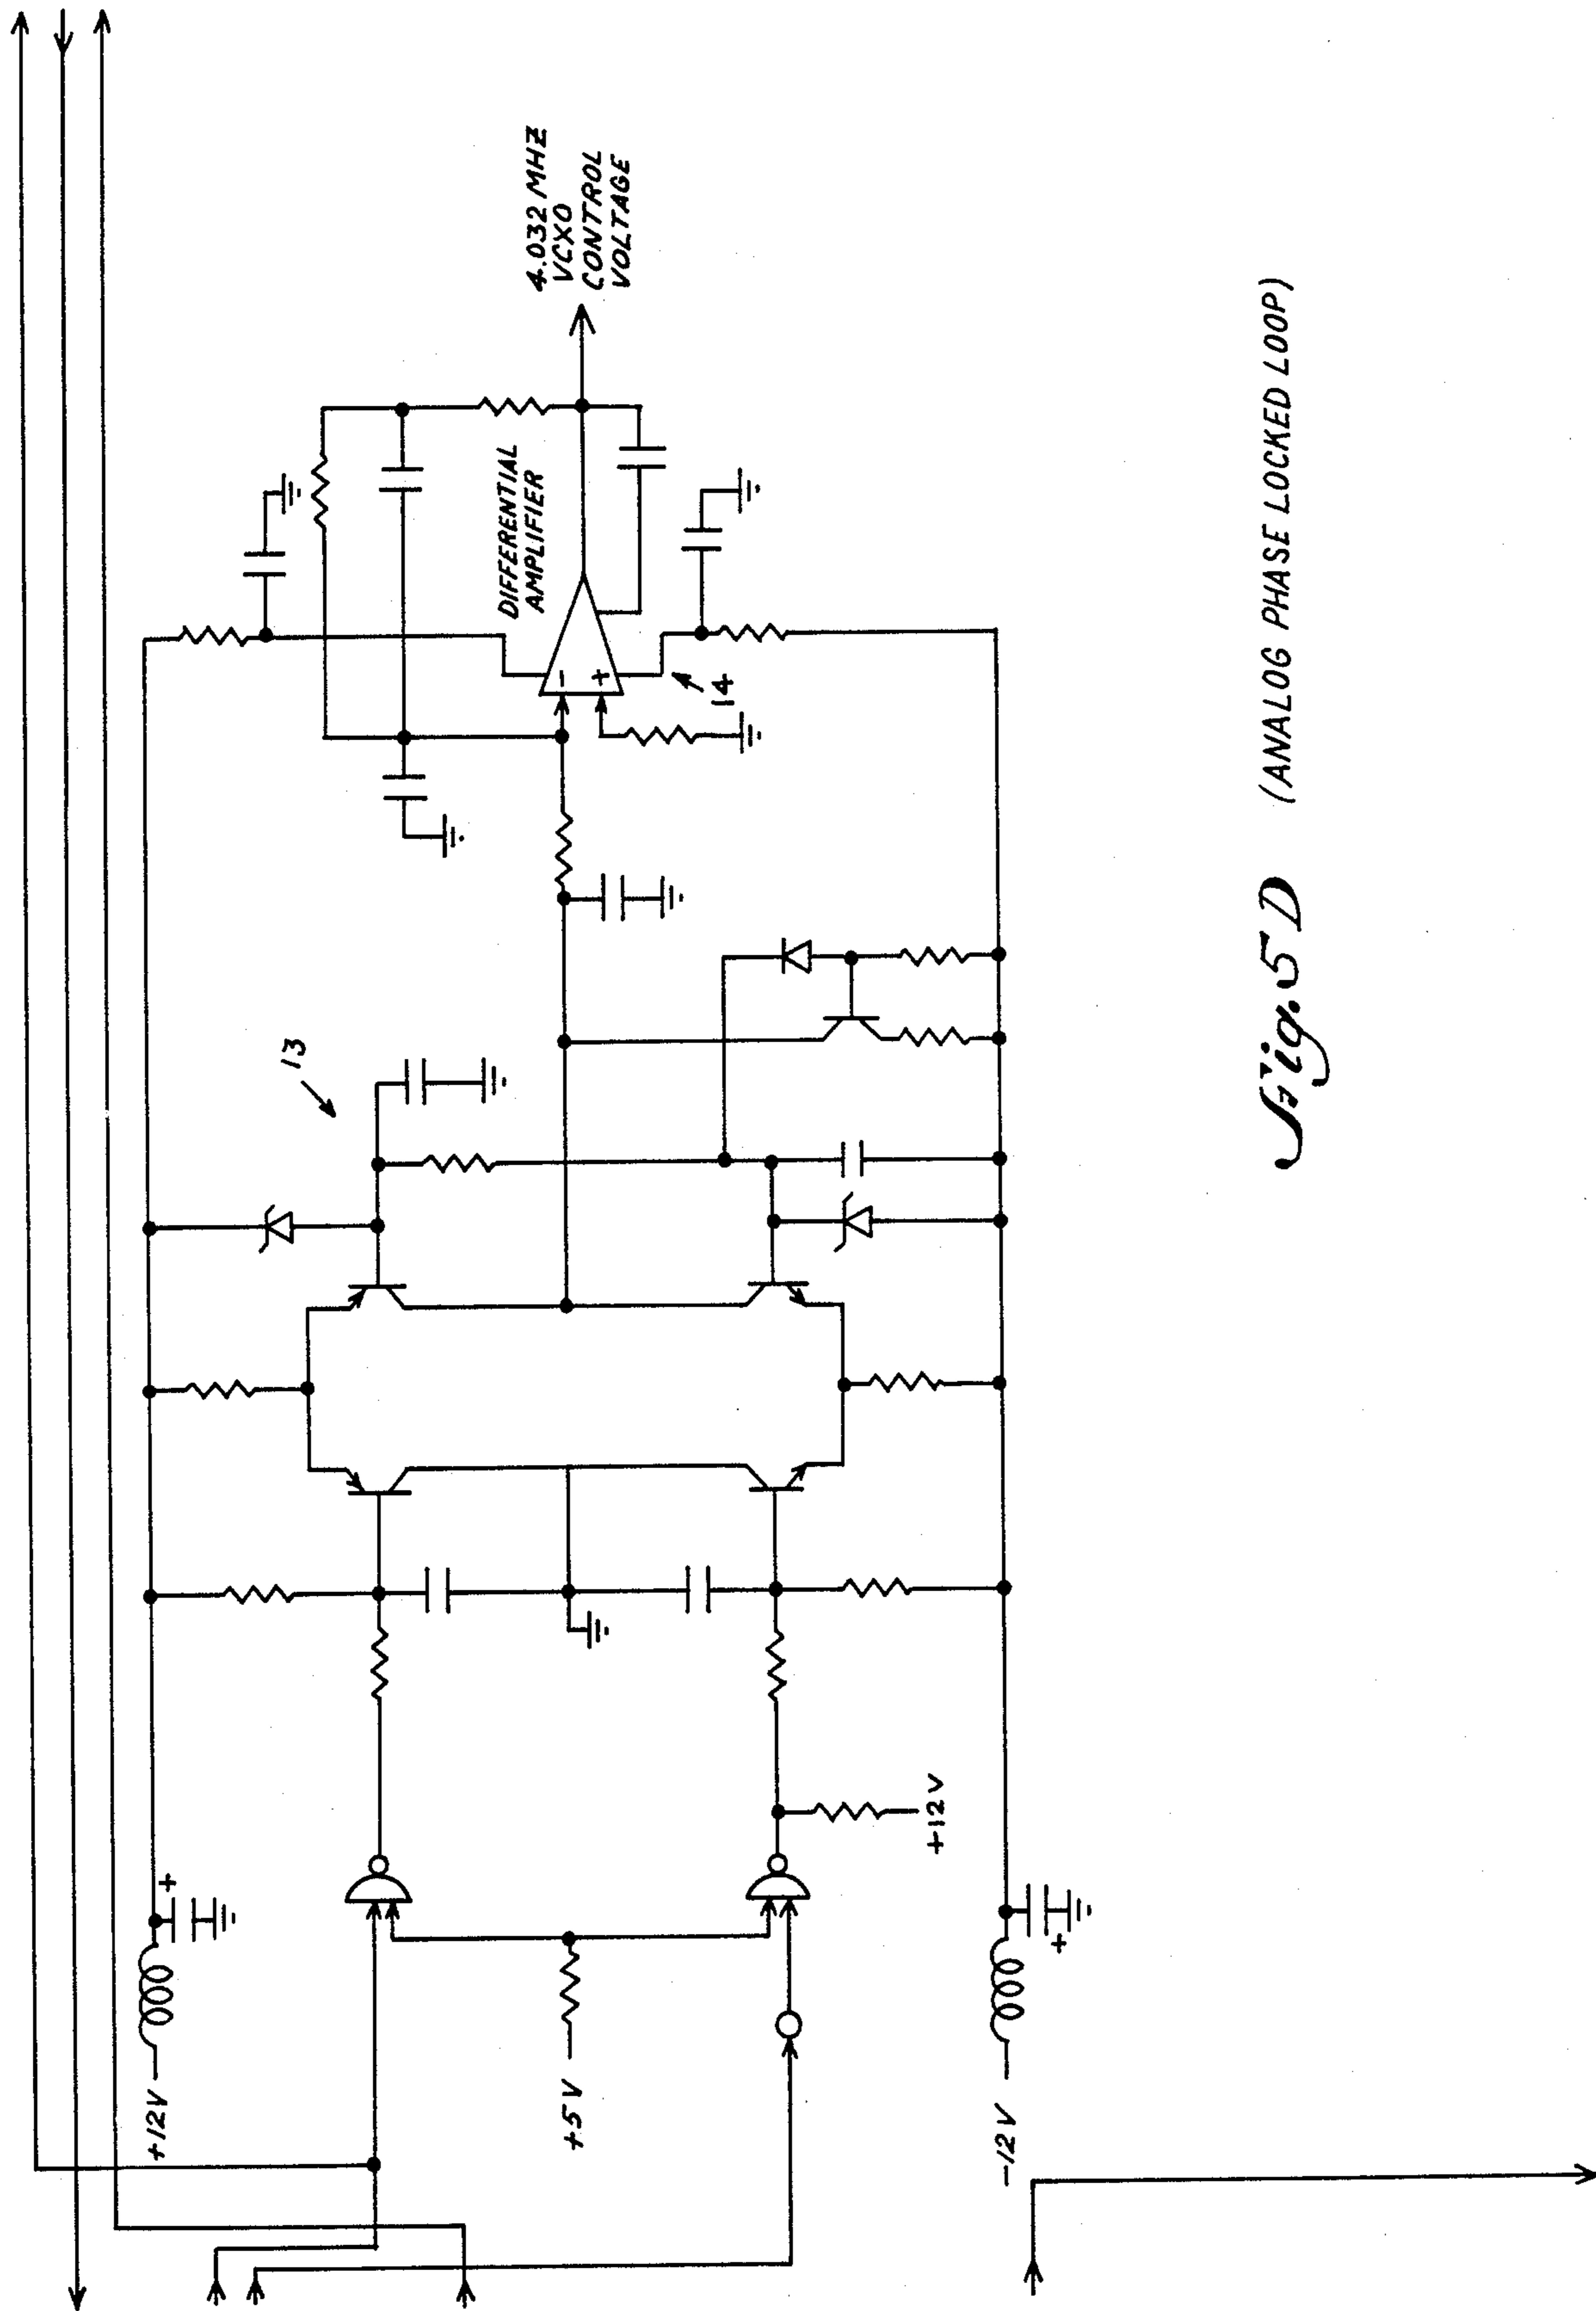 +12V
+
+5V
+12V
-12V
+
13
DIFFERENTIAL
AMPLIFIER
-
+
14
4.032 MHZ
VCXO
CONTROL
VOLTAGE
Fig. 5D (ANALOG PHASE LOCKED LOOP)